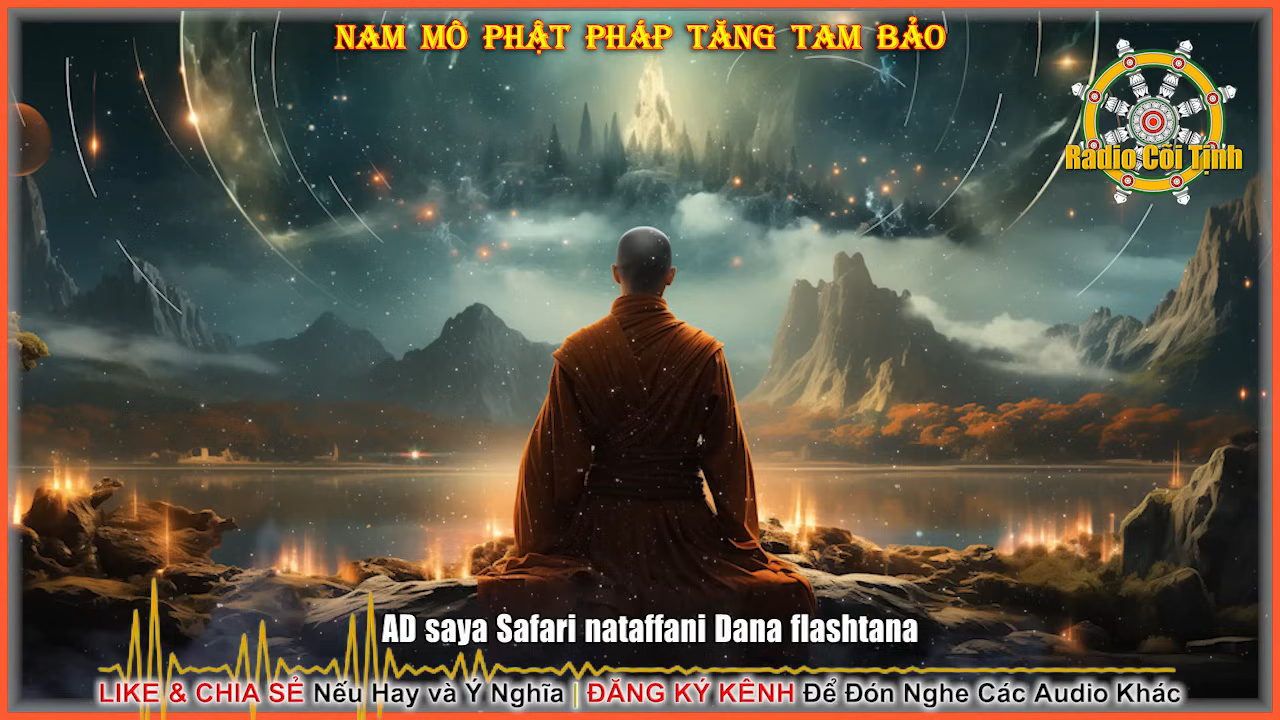 NAM MÔ PHẬT PHÁP TĂNG TAM BẢO
Radio Cõi Tịnh
AD saya Safari nataffani Dana flashtana
LIKE & CHIA SẺ Nếu Hay và Ý Nghĩa | ĐĂNG KÝ KÊNH Để Đón Nghe Các Audio Khác